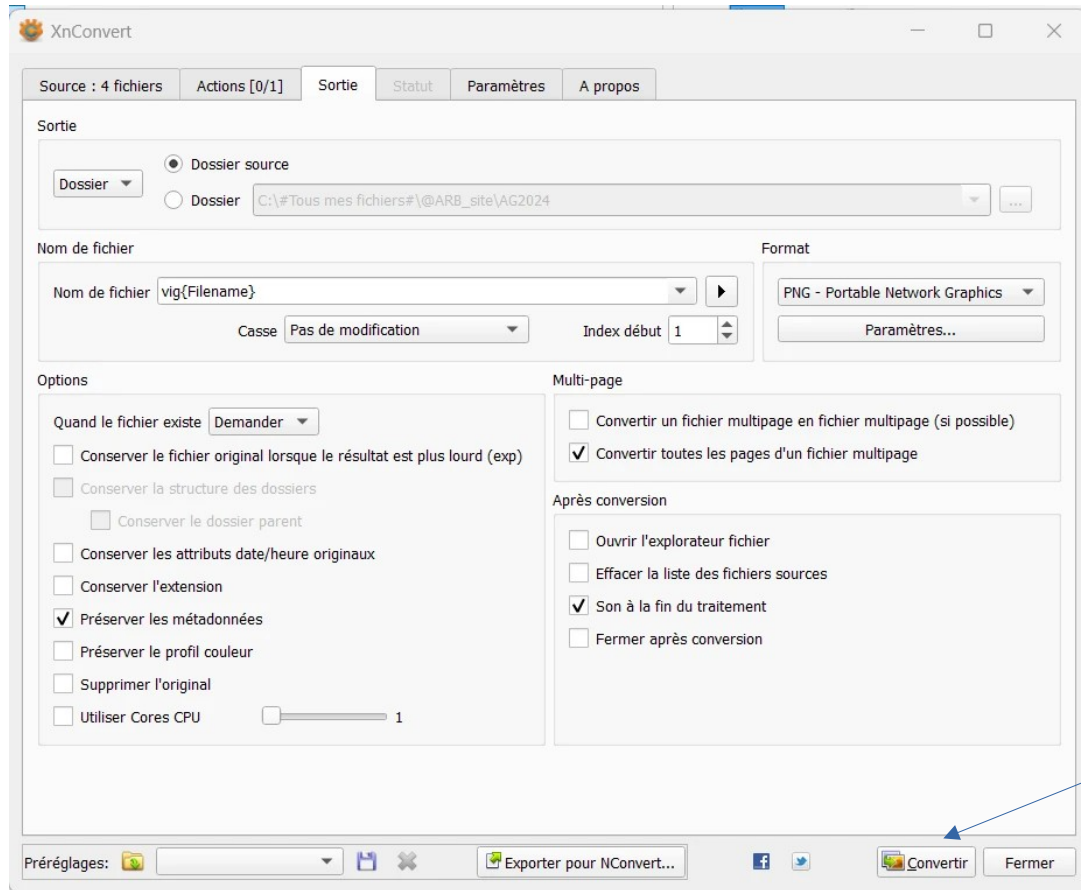 XnConvert
Source : 4 fichiers Actions [0/1] Sortie Statut Paramètres A propos
Sortie
Dossier
Dossier source
Dossier C:\#Tous mes fichiers#\@ARB_site\AG2024 ...
Nom de fichier
Nom de fichier vig{Filename}
Casse Pas de modification Index début 1
Format
PNG - Portable Network Graphics
Paramètres...
Options
Quand le fichier existe Demander
Conserver le fichier original lorsque le résultat est plus lourd (exp)
Conserver la structure des dossiers
Conserver le dossier parent
Conserver les attributs date/heure originaux
Conserver l'extension
Préserver les métadonnées
Préserver le profil couleur
Supprimer l'original
Utiliser Cores CPU 1
Multi-page
Convertir un fichier multipage en fichier multipage (si possible)
Convertir toutes les pages d'un fichier multipage
Après conversion
Ouvrir l'explorateur fichier
Effacer la liste des fichiers sources
Son à la fin du traitement
Fermer après conversion
Préréglages: Exporter pour NConvert... Convertir Fermer